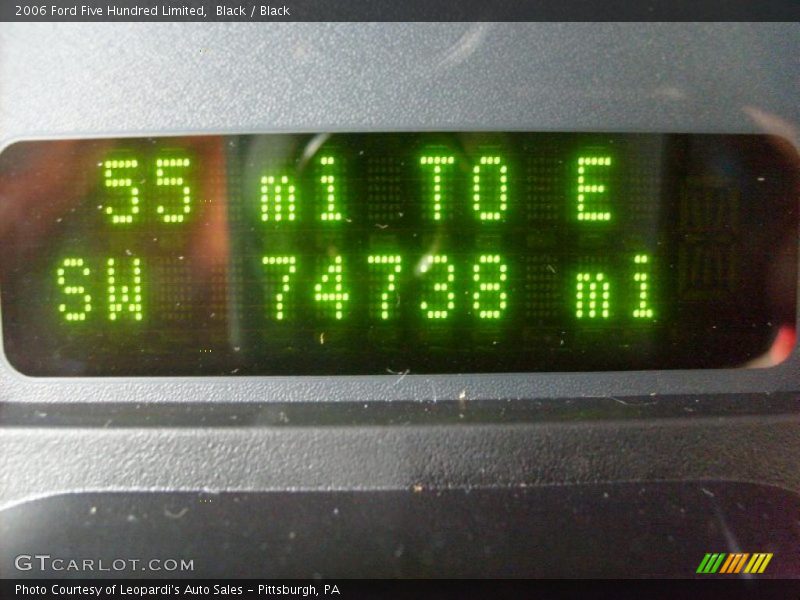 2006 Ford Five Hundred Limited,  Black / Black
55 mi TO E
SW 74738 mi
GTCARLOT.COM
Photo Courtesy of Leopardi's Auto Sales - Pittsburgh, PA